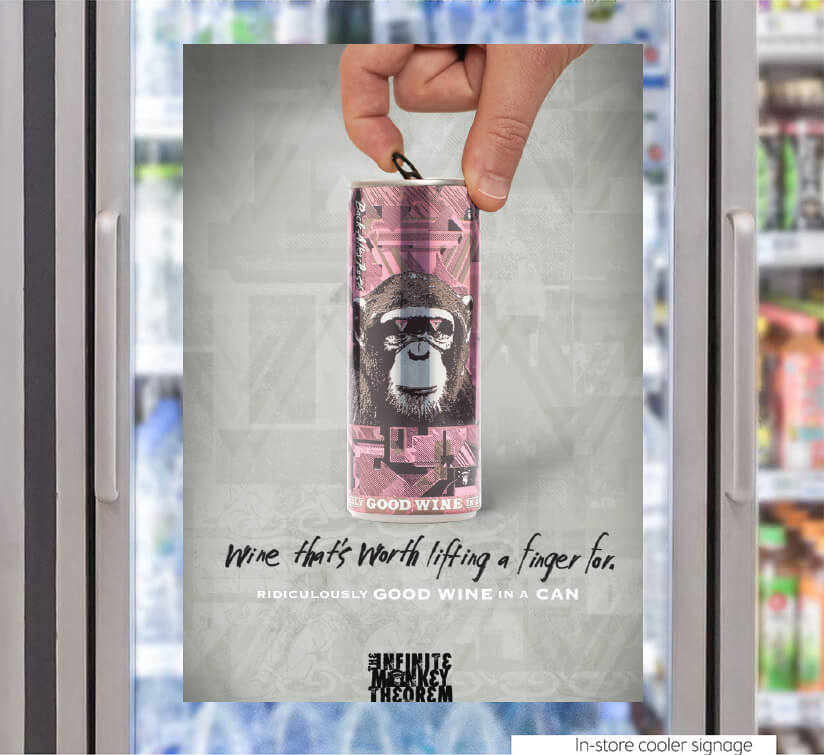 GOOD WINE
Wine that's worth lifting a finger for.
RIDICULOUSLY GOOD WINE IN A CAN
THE INFINITE
MONKEY
THEOREM
In-store cooler signage